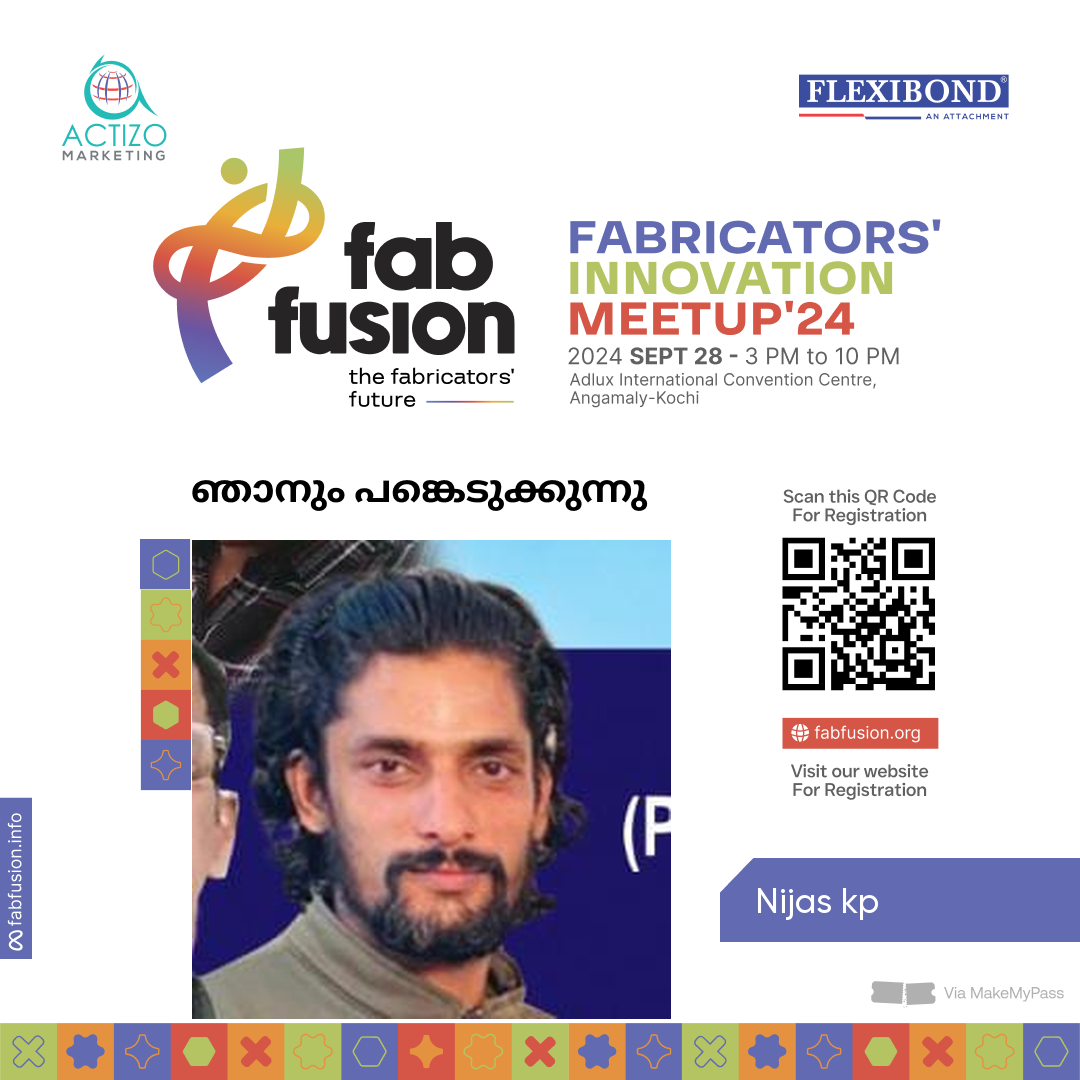 ACTIZO
MARKETING
FLEXIBOND®
AN ATTACHMENT
fab
fusion
the fabricators'
future
FABRICATORS'
INNOVATION
MEETUP'24
2024 SEPT 28 - 3 PM to 10 PM
Adlux International Convention Centre,
Angamaly-Kochi
ഞാനും പങ്കെടുക്കുന്നു
Scan this QR Code
For Registration
fabfusion.org
Visit our website
For Registration
(P
fabfusion.info
Nijas kp
Via MakeMyPass